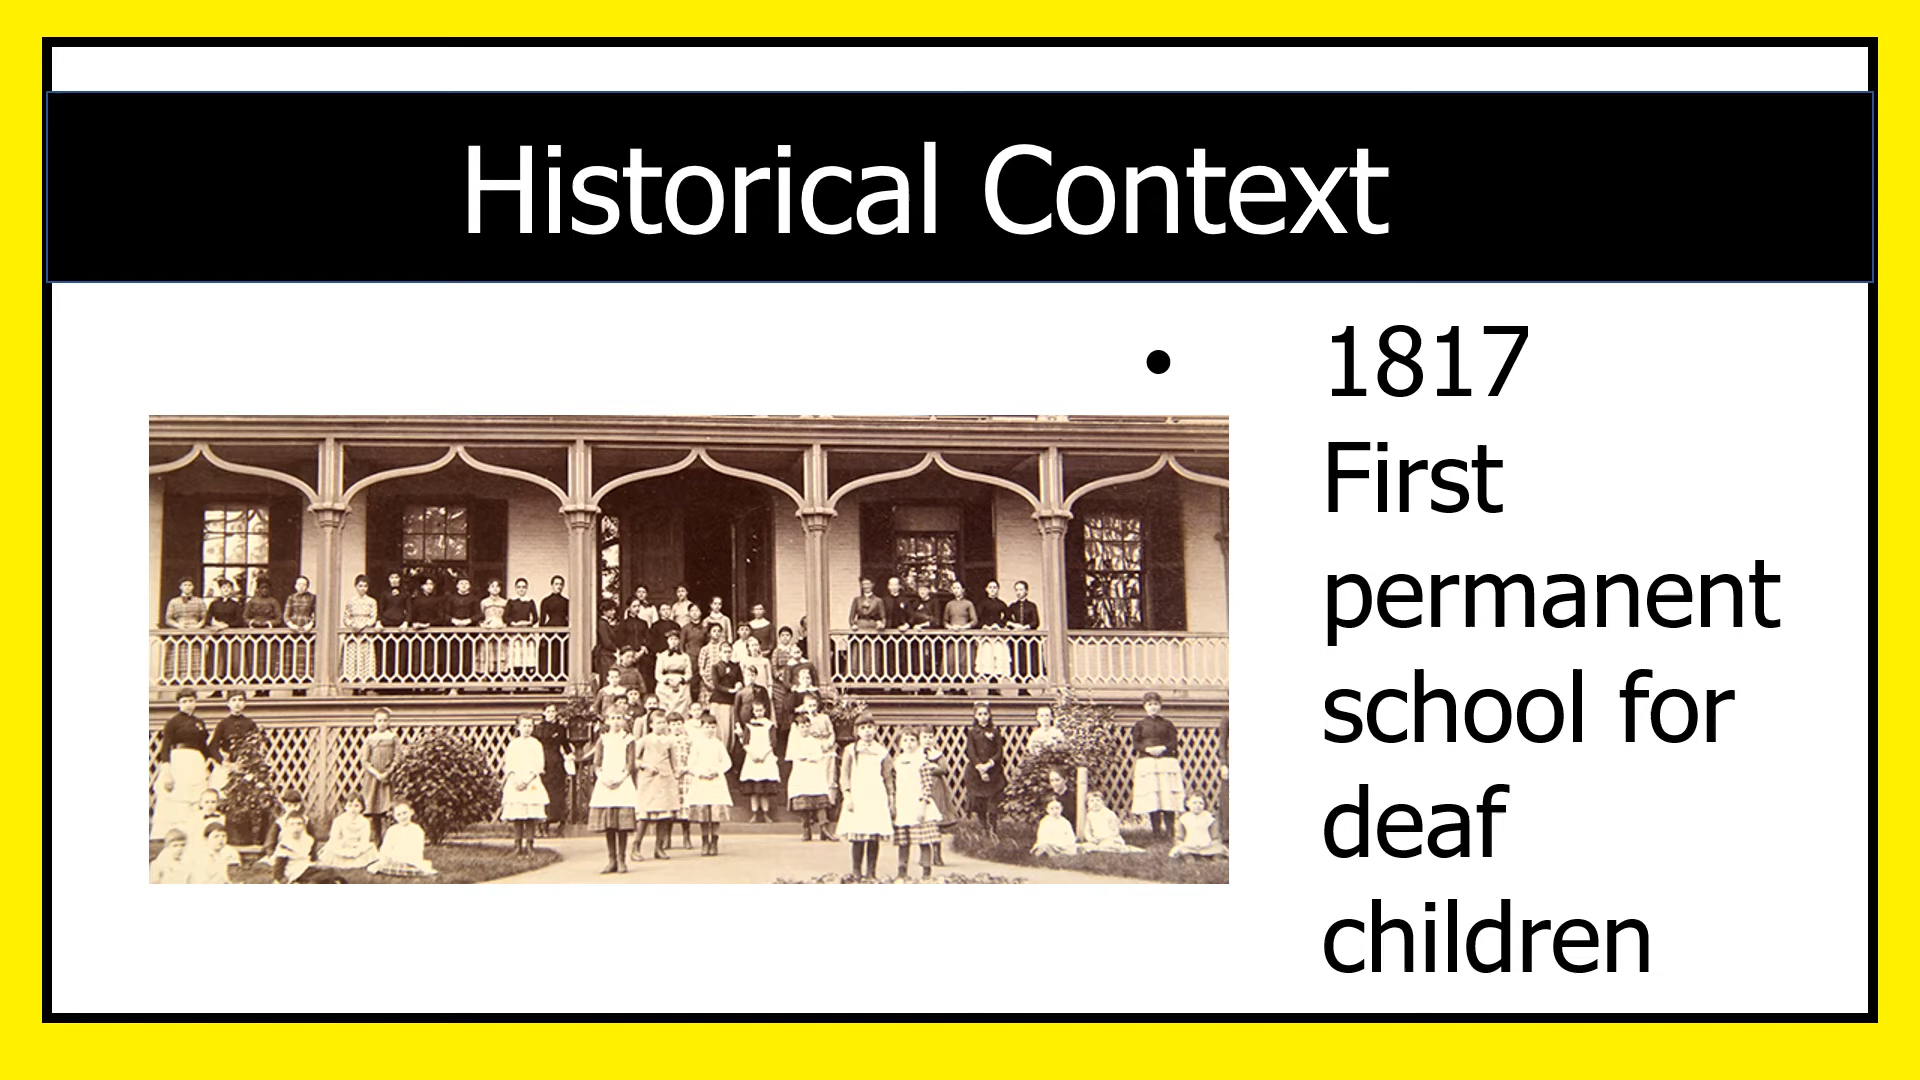 Historical Context
• 1817
First
permanent
school for
deaf
children